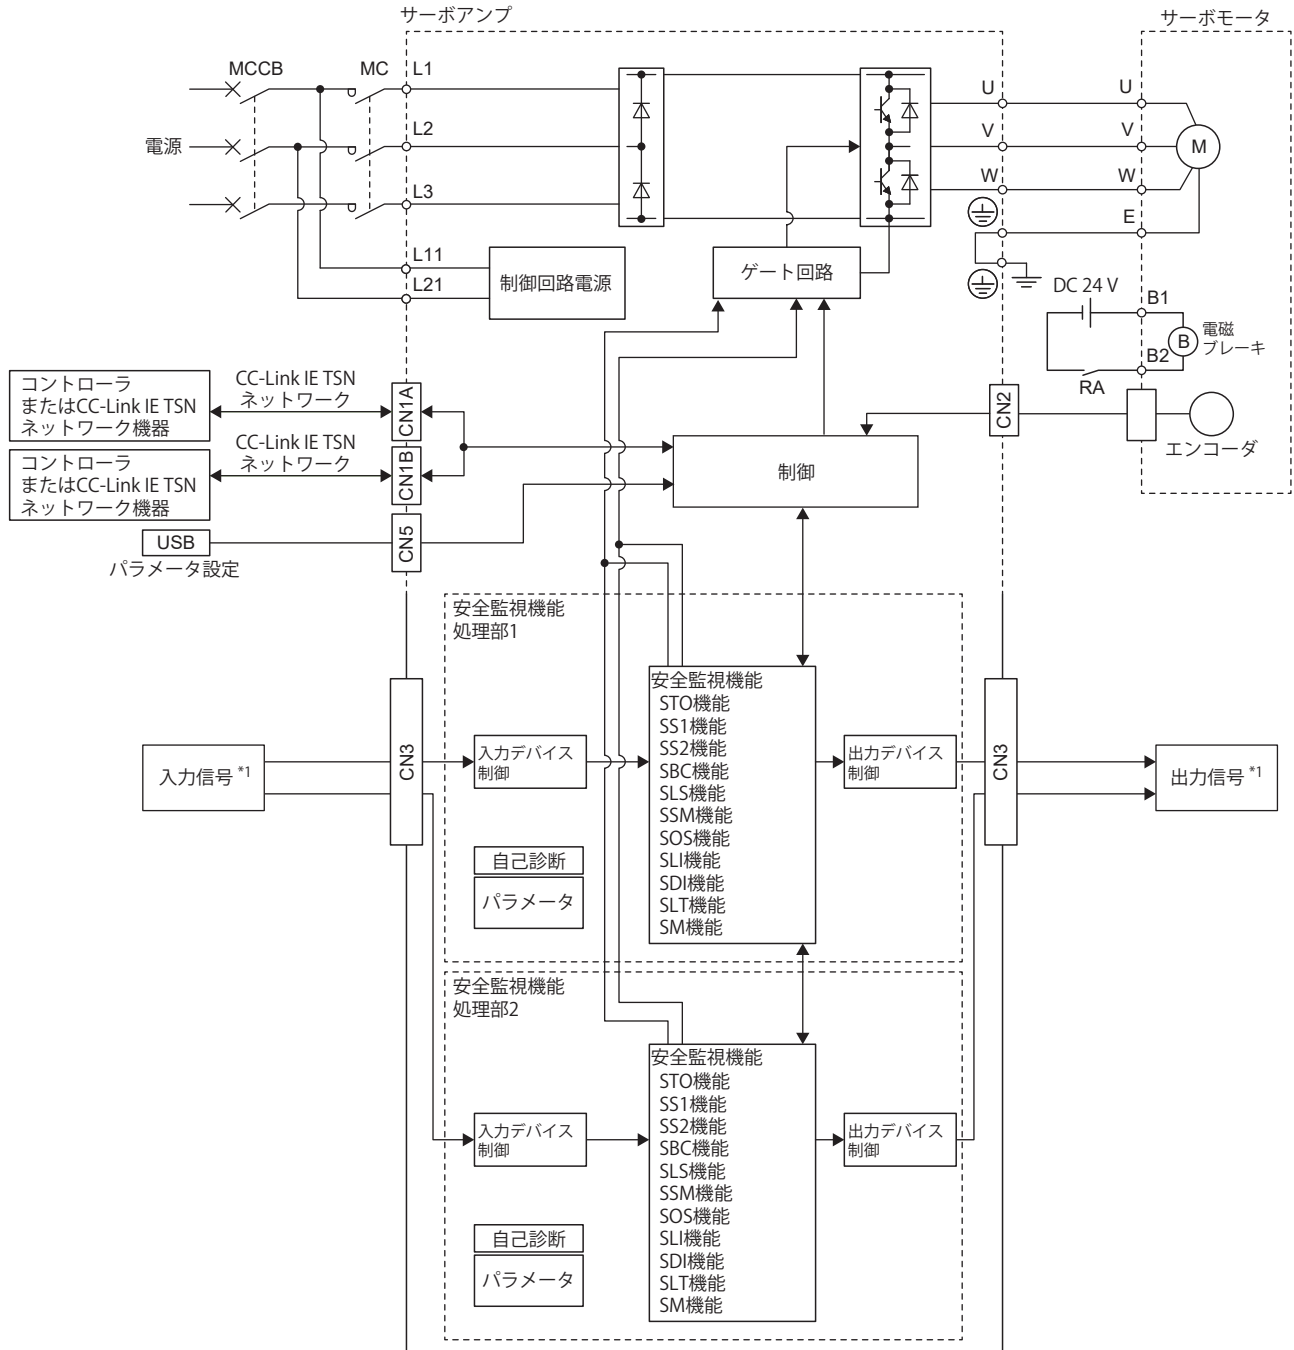 サーボアンプ
サーボモータ
MCCB
MC
L1
L2
L3
電源
U
V
W
U
V
W
E
M
L11
L21
制御回路電源
ゲート回路
DC 24 V
B1
B2
B
電磁
ブレーキ
RA
コントローラ
またはCC-Link IE TSN
ネットワーク機器
CC-Link IE TSN
ネットワーク
CN1A
コントローラ
またはCC-Link IE TSN
ネットワーク機器
CC-Link IE TSN
ネットワーク
CN1B
CN2
エンコーダ
制御
USB
パラメータ設定
CN5
安全監視機能
処理部1
入力信号 *1
CN3
入力デバイス
制御
自己診断
パラメータ
安全監視機能
STO機能
SS1機能
SS2機能
SBC機能
SLS機能
SSM機能
SOS機能
SLI機能
SDI機能
SLT機能
SM機能
出力デバイス
制御
CN3
出力信号 *1
安全監視機能
処理部2
入力デバイス
制御
自己診断
パラメータ
安全監視機能
STO機能
SS1機能
SS2機能
SBC機能
SLS機能
SSM機能
SOS機能
SLI機能
SDI機能
SLT機能
SM機能
出力デバイス
制御